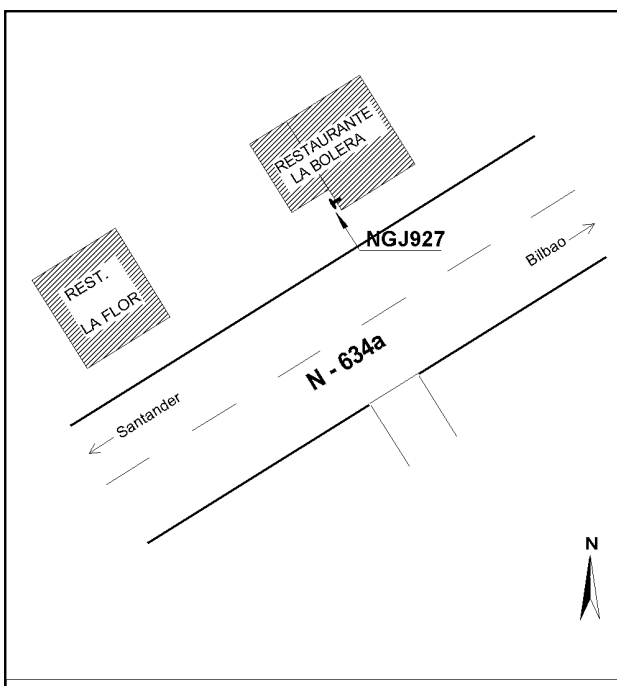 RESTAURANTE
LA BOLERA
NGJ927
REST.
LA FLOR
Bilbao
N - 634a
Santander
N